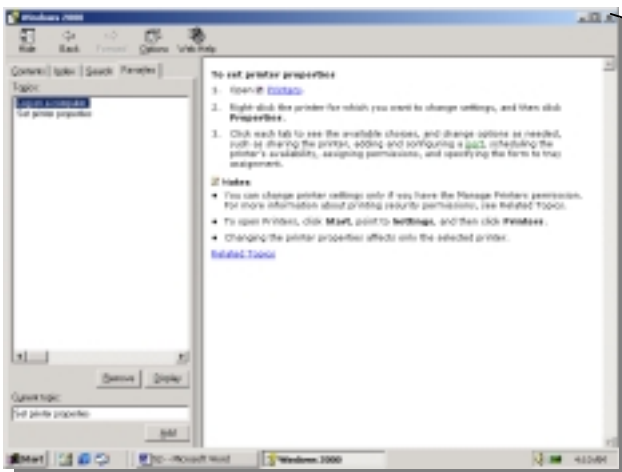 Windows 2000
Hide Back Forward Options Web Help
Contents Index Search Favorites
Topics:
Log on a computer
Set printer properties
Remove Display
Current topic:
Set printer properties
Add
To set printer properties
1. Open Printers.
2. Right-click the printer for which you want to change settings, and then click
Properties.
3. Click each tab to see the available choices, and change options as needed,
such as sharing the printer, adding and configuring a port, scheduling the
printer's availability, assigning permissions, and specifying the form to tray
assignment.
Notes
• You can change printer settings only if you have the Manage Printers permission.
For more information about printing security permissions, see Related Topics.
• To open Printers, click Start, point to Settings, and then click Printers.
• Changing the printer properties affects only the selected printer.
Related Topics
Start - Microsoft Word Windows 2000